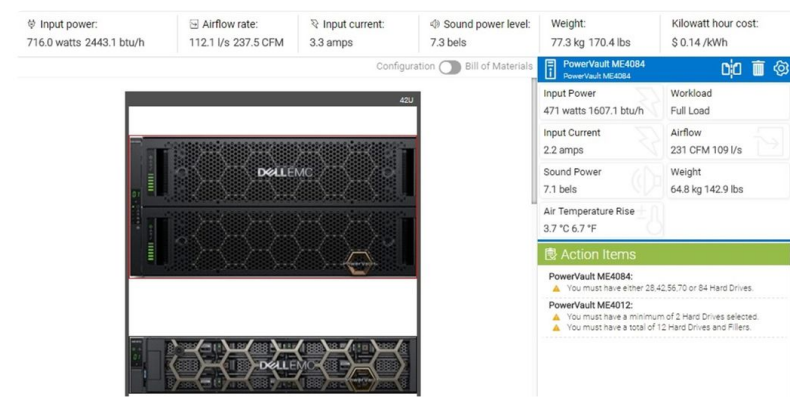 Input power:
716.0 watts 2443.1 btu/h
Airflow rate:
112.1 l/s 237.5 CFM
Input current:
3.3 amps
Sound power level:
7.3 bels
Weight:
77.3 kg 170.4 lbs
Kilowatt hour cost:
$ 0.14 /kWh
Configuration
Bill of Materials
42U
DELLEMC
DELLEMC
PowerVault ME4084
PowerVault ME4084
Input Power
471 watts 1607.1 btu/h
Workload
Full Load
Input Current
2.2 amps
Airflow
231 CFM 109 l/s
Sound Power
7.1 bels
Weight
64.8 kg 142.9 lbs
Air Temperature Rise
3.7 °C 6.7 °F
Action Items
PowerVault ME4084:
You must have either 28,42,56,70 or 84 Hard Drives.
PowerVault ME4012:
You must have a minimum of 2 Hard Drives selected.
You must have a total of 12 Hard Drives and Fillers.